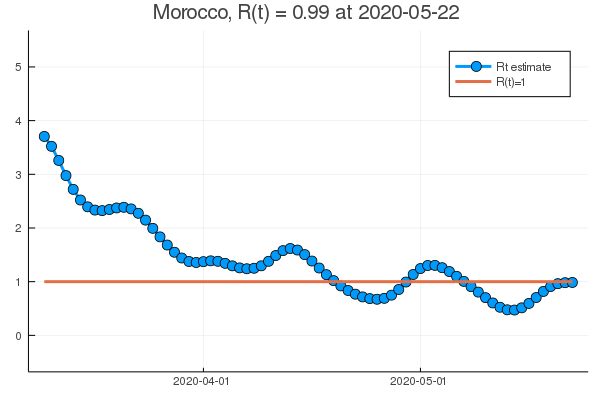 Morocco, R(t) = 0.99 at 2020-05-22
Rt estimate
R(t)=1
5
4
3
2
1
0
2020-04-01
2020-05-01